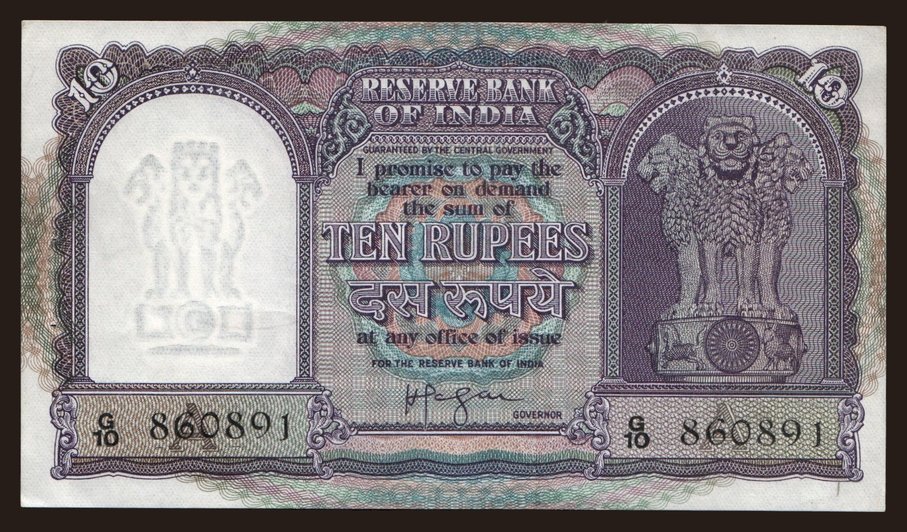 10 10
RESERVE BANK
OF INDIA
GUARANTEED BY THE CENTRAL GOVERNMENT
I promise to pay the
bearer on demand
the sum of
TEN RUPEES
दस रूपये
at any office of issue
FOR THE RESERVE BANK OF INDIA
GOVERNOR
G/10 860891 A
G/10 860891 A